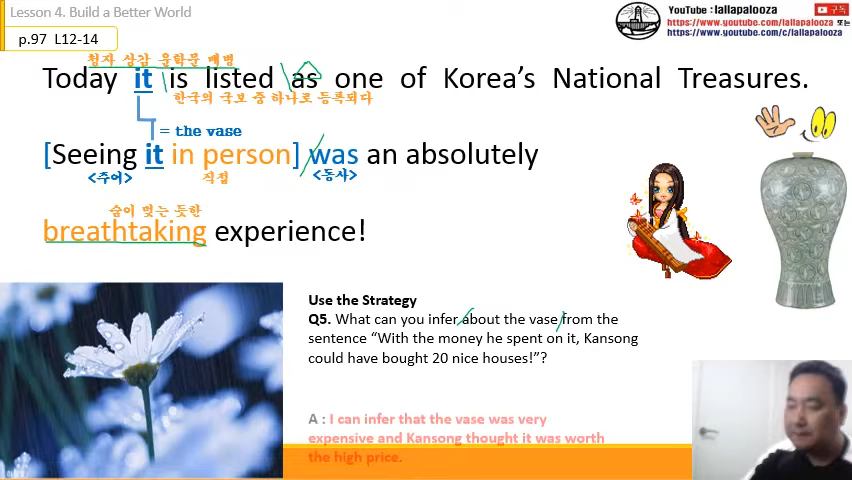 Lesson 4. Build a Better World
YouTube : lallapalooza 구독
https://www.youtube.com/lallapalooza 또는
https://www.youtube.com/c/lallapalooza
p.97 L12-14
청자 상감 운학문 매병
Today it is listed as one of Korea's National Treasures.
한국의 국보 중 하나로 등록되다
= the vase
[Seeing it in person] was an absolutely
<주어> 직접 <동사>
숨이 멎는 듯한
breathtaking experience!
Use the Strategy
Q5. What can you infer about the vase from the
sentence "With the money he spent on it, Kansong
could have bought 20 nice houses!"?
A : I can infer that the vase was very
expensive and Kansong thought it was worth
the high price.